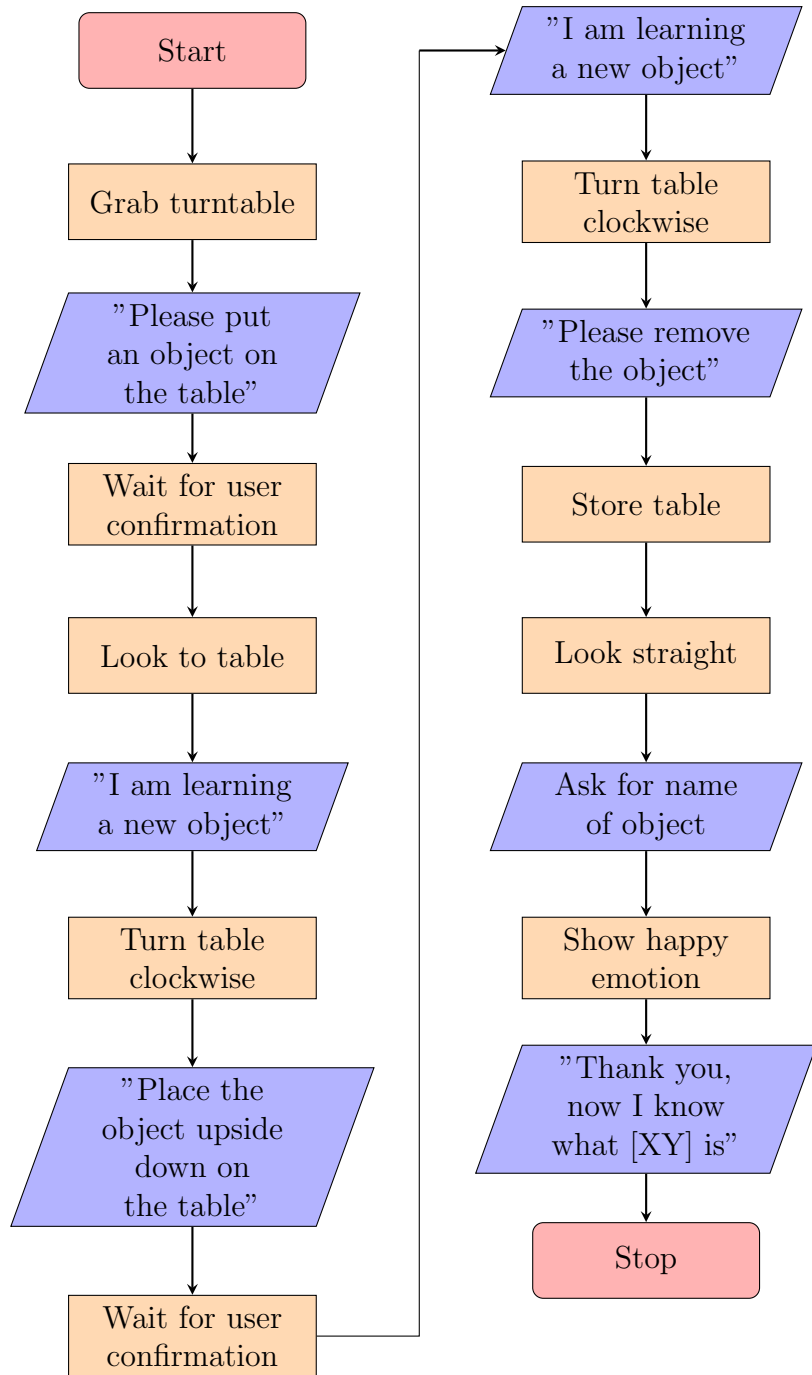 Start
Grab turntable
”Please put
an object on
the table”
Wait for user
confirmation
Look to table
”I am learning
a new object”
Turn table
clockwise
”Place the
object upside
down on
the table”
Wait for user
confirmation
”I am learning
a new object”
Turn table
clockwise
”Please remove
the object”
Store table
Look straight
Ask for name
of object
Show happy
emotion
”Thank you,
now I know
what [XY] is”
Stop